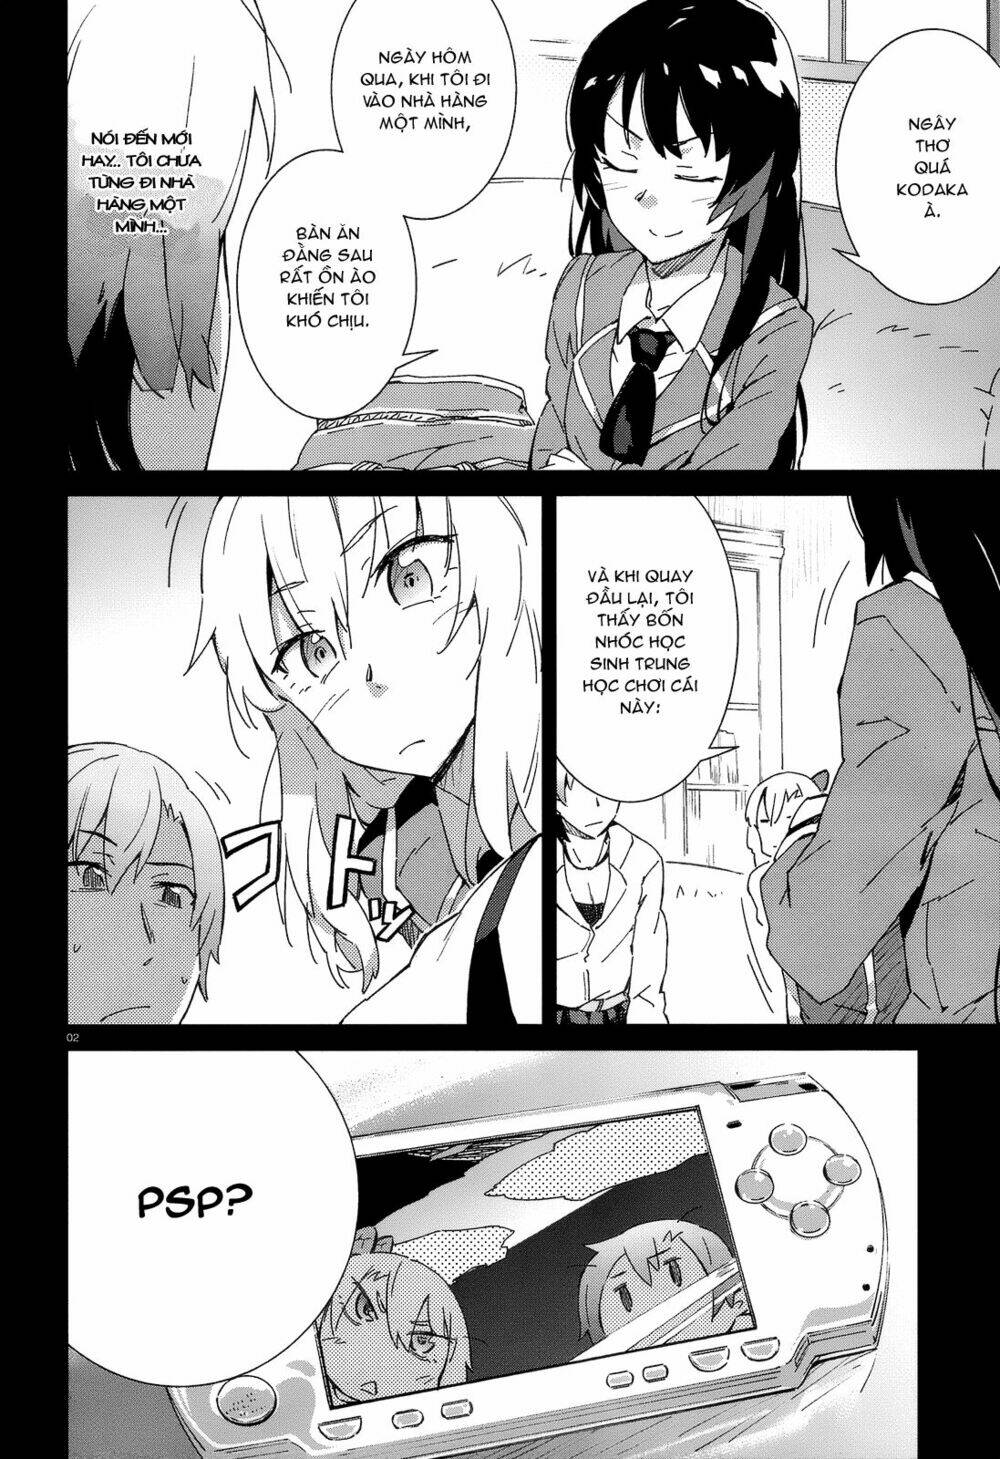 NGÂY
THƠ
QUÁ
KODAKA
À.
NGÀY HÔM
QUA, KHI TÔI ĐI
VÀO NHÀ HÀNG
MỘT MÌNH,
BÀN ĂN
ĐẰNG SAU
RẤT ỒN ÀO
KHIẾN TÔI
KHÓ CHỊU.
NÓI ĐẾN MỚI
HAY.. TÔI CHƯA
TỪNG ĐI NHÀ
HÀNG MỘT
MÌNH...
VÀ KHI QUAY
ĐẦU LẠI, TÔI
THẤY BỐN
NHÓC HỌC
SINH TRUNG
HỌC CHƠI CÁI
NÀY:
コトッ
02
PSP?